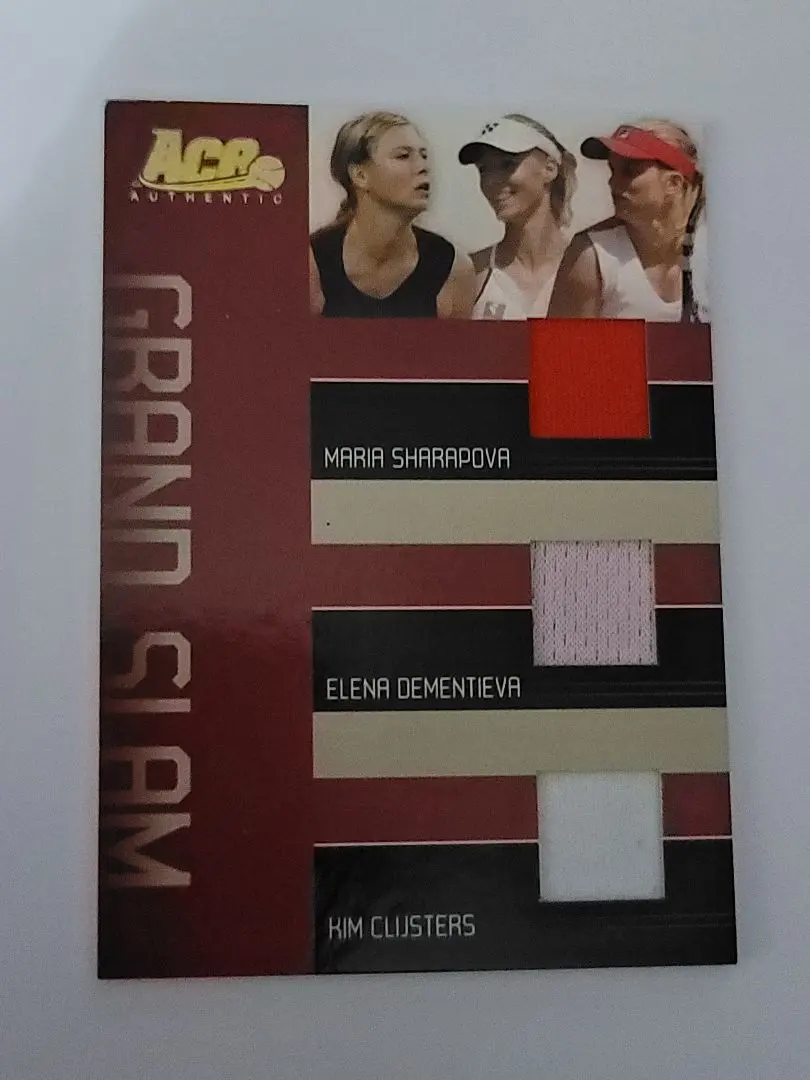 ACE
AUTHENTIC
GRAND SLAM
MARIA SHARAPOVA
ELENA DEMENTIEVA
KIM CLIJSTERS